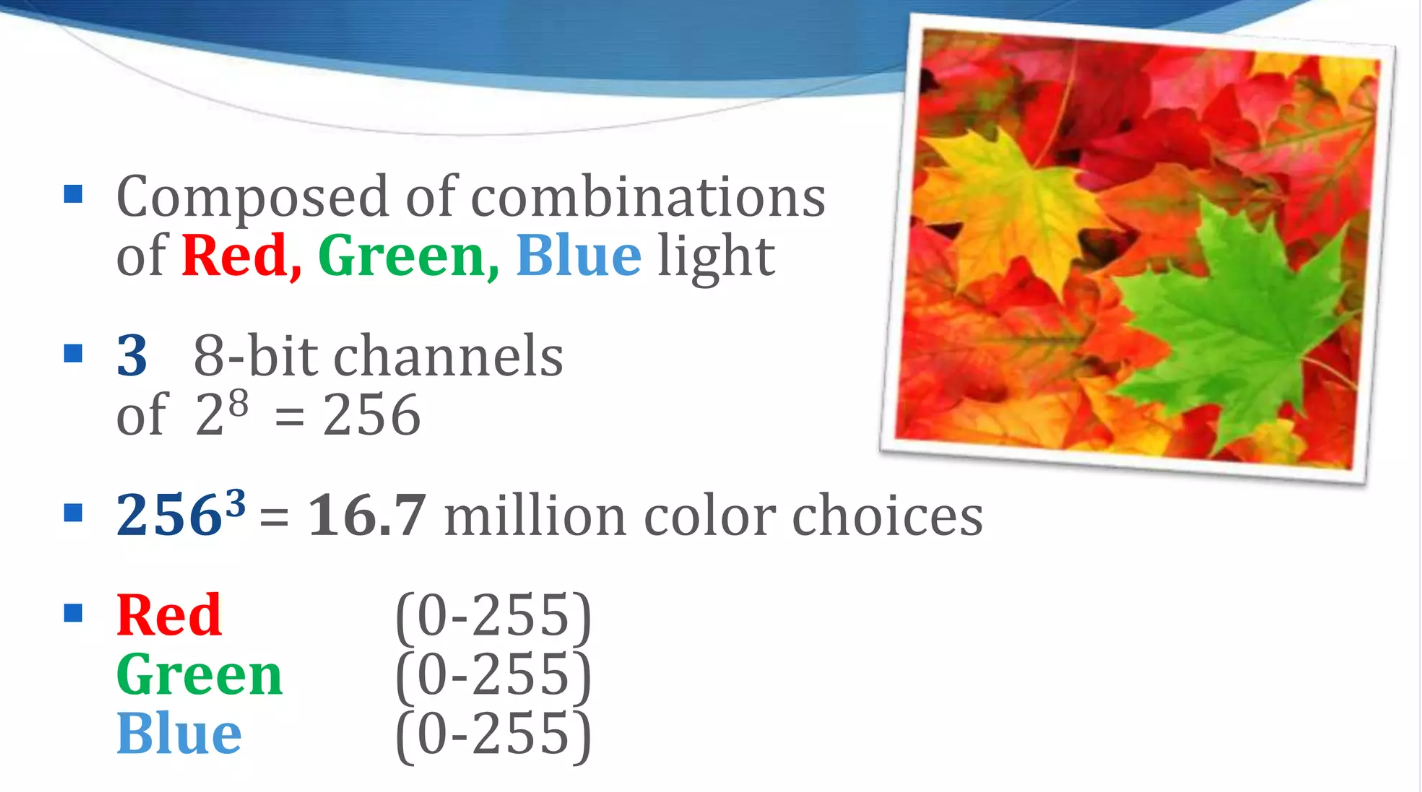 ▪ Composed of combinations
of Red, Green, Blue light
▪ 3 8-bit channels
of 2⁸ = 256
▪ 256³ = 16.7 million color choices
▪ Red (0-255)
Green (0-255)
Blue (0-255)